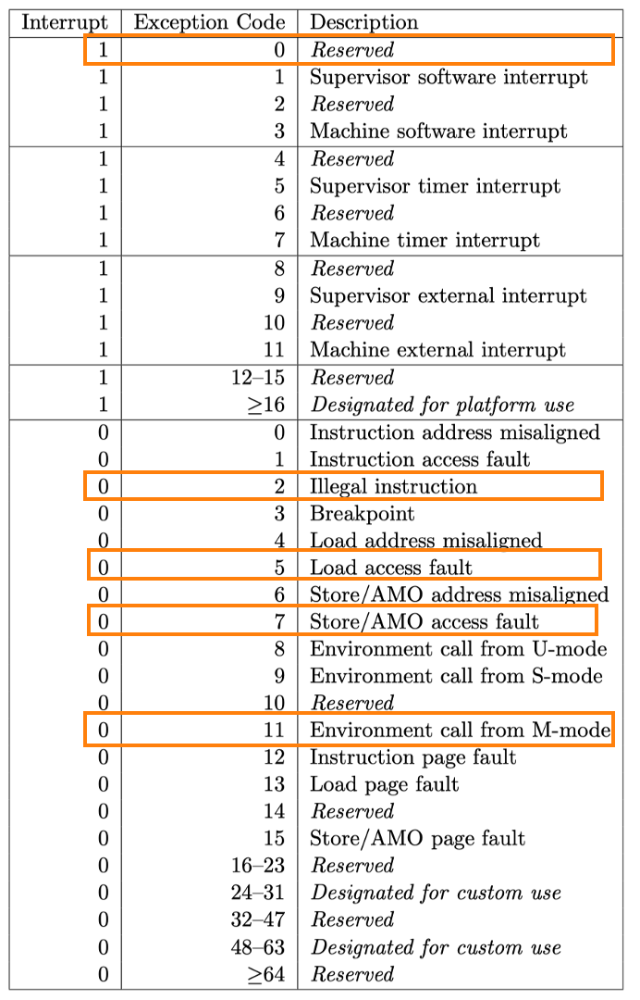 Interrupt Exception Code Description
1 0 Reserved
1 1 Supervisor software interrupt
1 2 Reserved
1 3 Machine software interrupt
1 4 Reserved
1 5 Supervisor timer interrupt
1 6 Reserved
1 7 Machine timer interrupt
1 8 Reserved
1 9 Supervisor external interrupt
1 10 Reserved
1 11 Machine external interrupt
1 12–15 Reserved
1 ≥16 Designated for platform use
0 0 Instruction address misaligned
0 1 Instruction access fault
0 2 Illegal instruction
0 3 Breakpoint
0 4 Load address misaligned
0 5 Load access fault
0 6 Store/AMO address misaligned
0 7 Store/AMO access fault
0 8 Environment call from U-mode
0 9 Environment call from S-mode
0 10 Reserved
0 11 Environment call from M-mode
0 12 Instruction page fault
0 13 Load page fault
0 14 Reserved
0 15 Store/AMO page fault
0 16–23 Reserved
0 24–31 Designated for custom use
0 32–47 Reserved
0 48–63 Designated for custom use
0 ≥64 Reserved